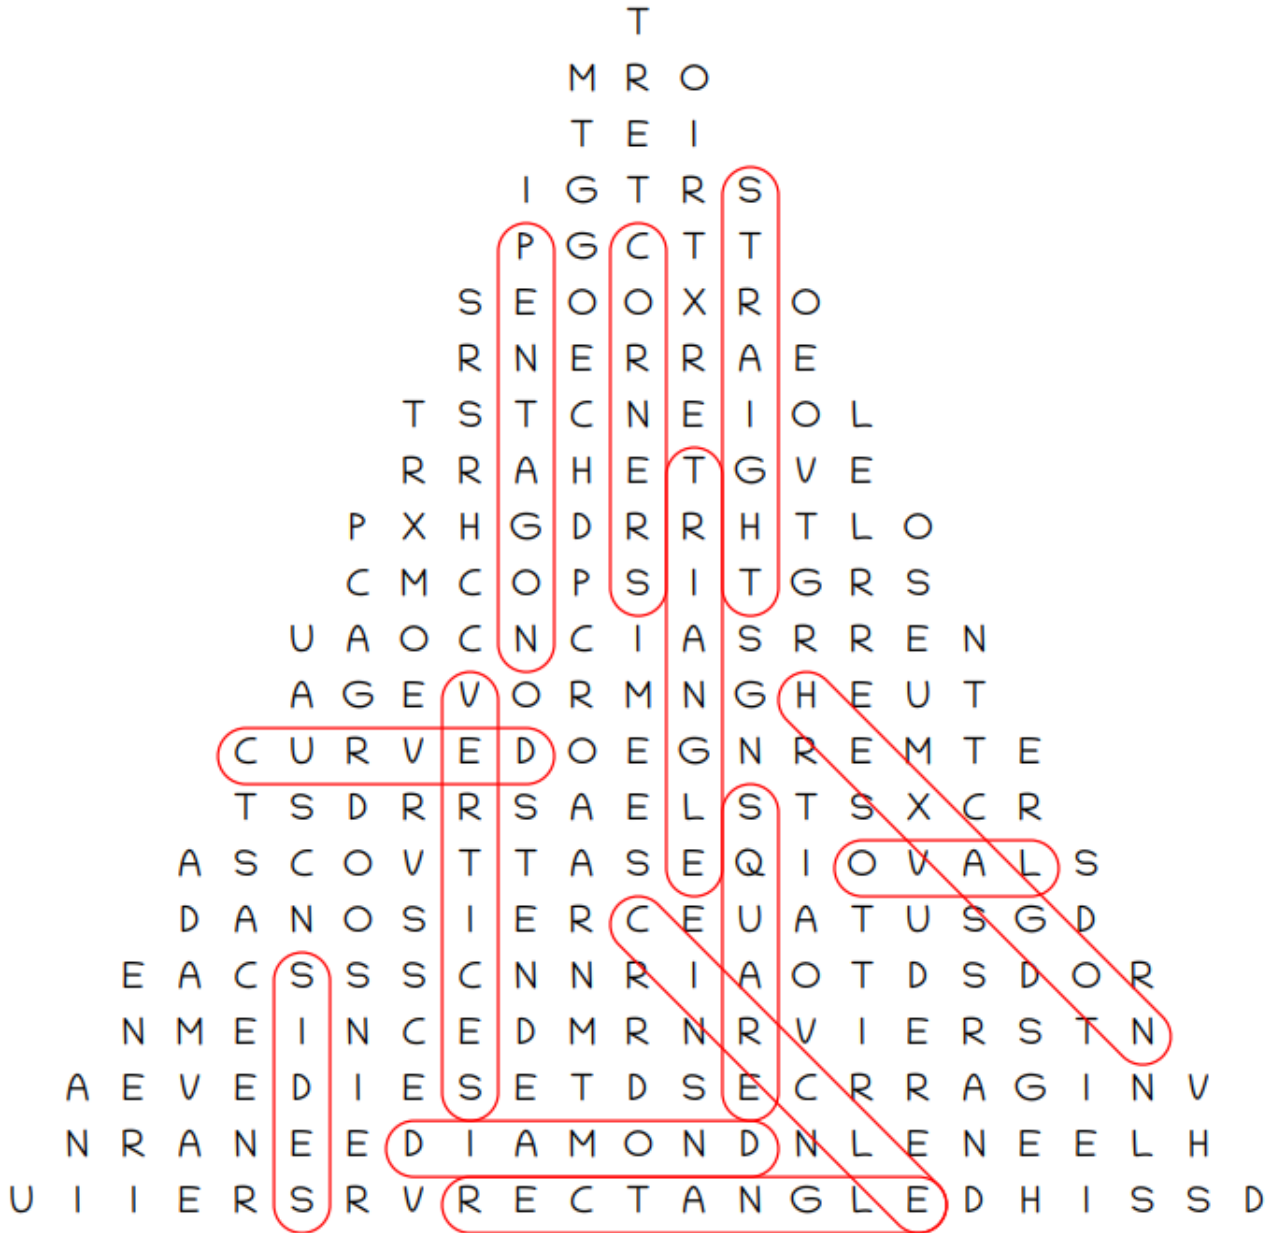 T
M R O
T E I
I G T R S
P G C T T
S E O O X R O
R N E R R A E
T S T C N E I O L
R R A H E T G V E
P X H G D R R H T L O
C M C O P S I T G R S
U A O C N C I A S R R E N
A G E V O R M N G H E U T
C U R V E D O E G N R E M T E
T S D R R S A E L S T S X C R
A S C O V T T A S E Q I O V A L S
D A N O S I E R C E U A T U S G D
E A C S S S C N N R I A O T D S D O R
N M E I N C E D M R N R V I E R S T N
A E V E D I E S E T D S E C R R A G I N V
N R A N E E D I A M O N D N L E N E E L H
U I I E R S R V R E C T A N G L E D H I S S D